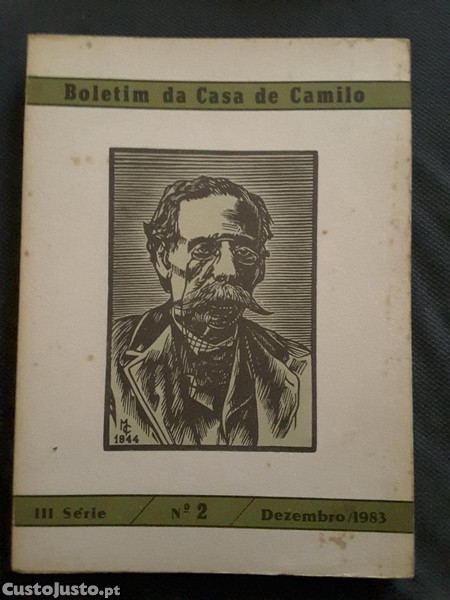 Boletim da Casa de Camilo
MC
1944
III Série / Nº 2 / Dezembro/1983
CustoJusto.pt